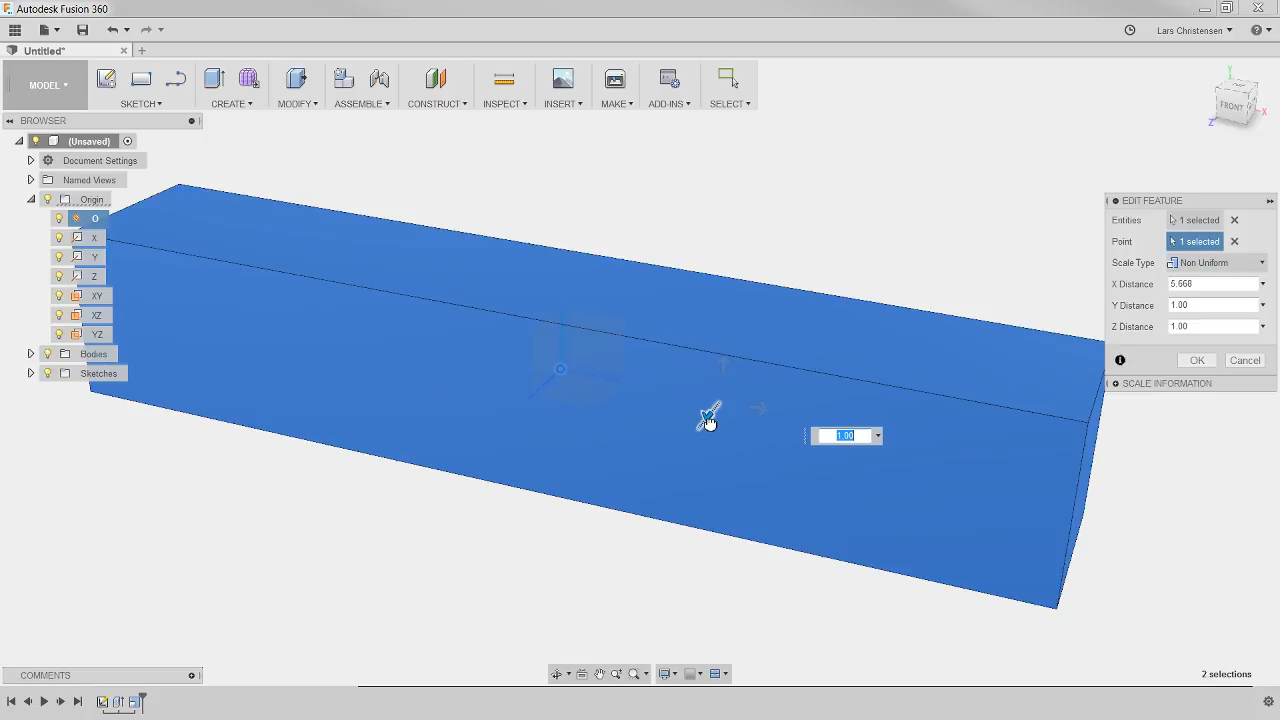 Autodesk Fusion 360
Lars Christensen
Untitled*
MODEL
SKETCH
CREATE
MODIFY
ASSEMBLE
CONSTRUCT
INSPECT
INSERT
MAKE
ADD-INS
SELECT
BROWSER
(Unsaved)
Document Settings
Named Views
Origin
O
X
Y
Z
XY
XZ
YZ
Bodies
Sketches
Y
FRONT
X
Z
EDIT FEATURE
Entities 1 selected
Point 1 selected
Scale Type Non Uniform
X Distance 5.668
Y Distance 1.00
Z Distance 1.00
OK Cancel
SCALE INFORMATION
1.00
COMMENTS
2 selections